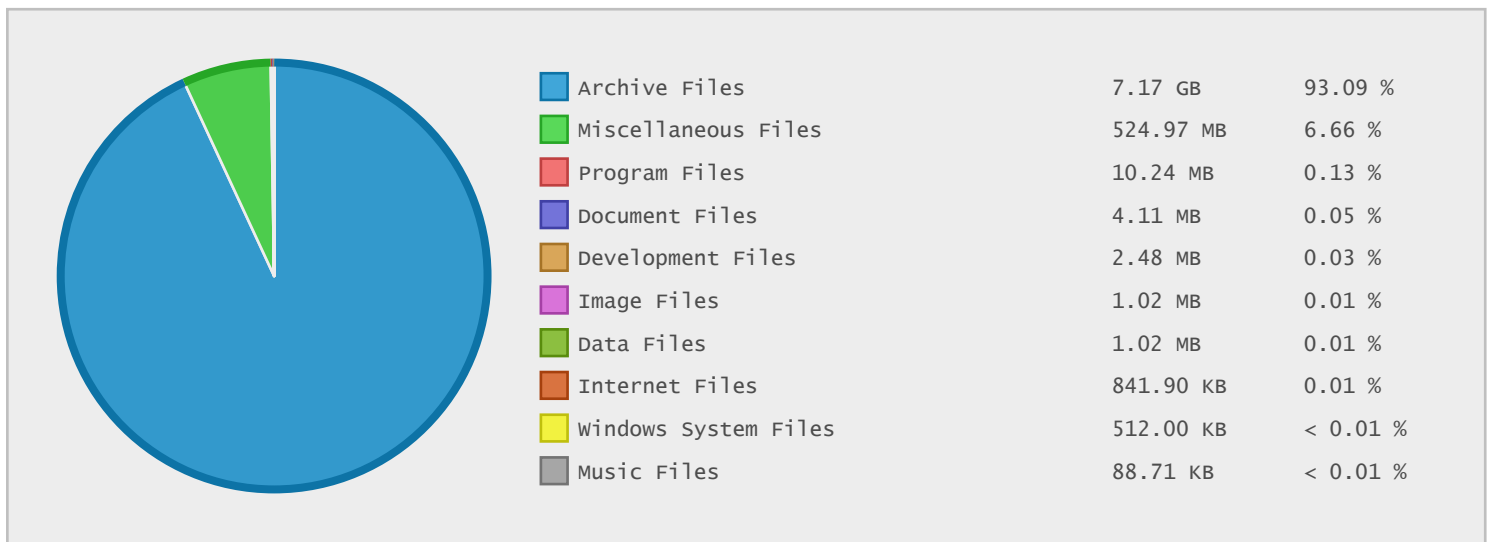 Archive Files 7.17 GB 93.09 %
Miscellaneous Files 524.97 MB 6.66 %
Program Files 10.24 MB 0.13 %
Document Files 4.11 MB 0.05 %
Development Files 2.48 MB 0.03 %
Image Files 1.02 MB 0.01 %
Data Files 1.02 MB 0.01 %
Internet Files 841.90 KB 0.01 %
Windows System Files 512.00 KB < 0.01 %
Music Files 88.71 KB < 0.01 %